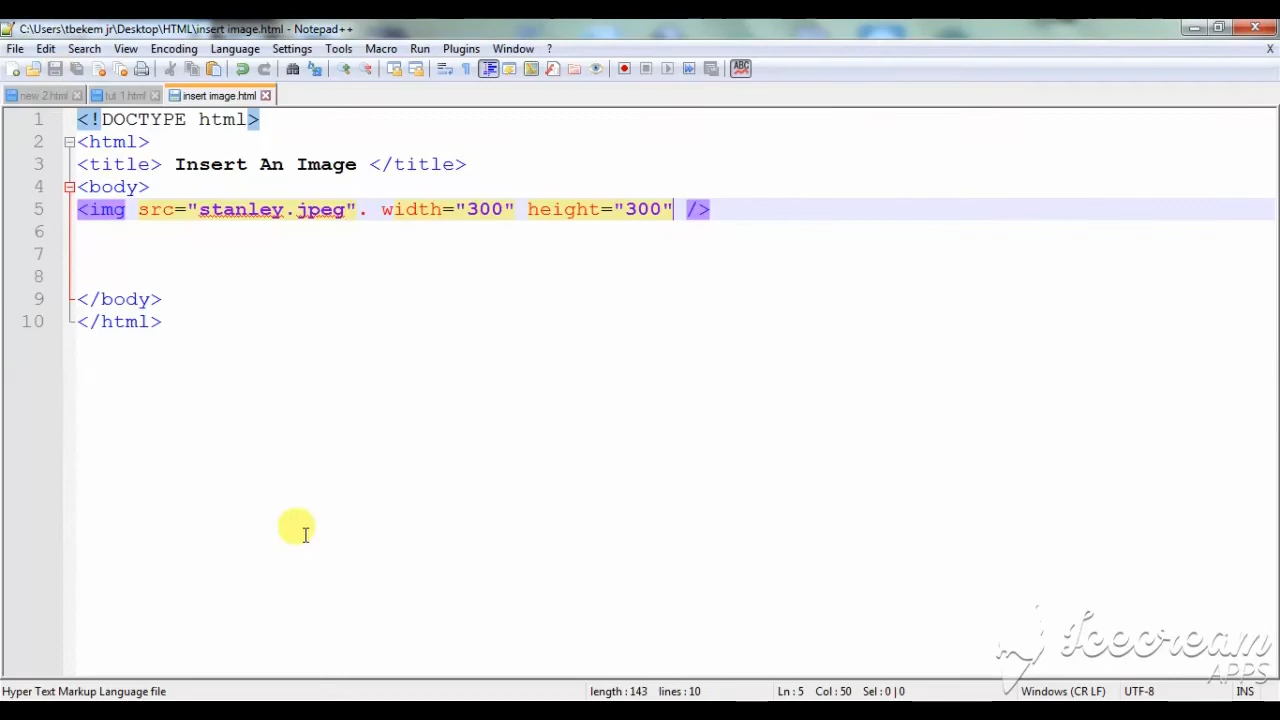 C:\Users\tbekem jr\Desktop\HTML\insert image.html - Notepad++
File Edit Search View Encoding Language Settings Tools Macro Run Plugins Window ? X
new 2.html tut 1.html insert image.html
1 <!DOCTYPE html>
2 <html>
3 <title> Insert An Image </title>
4 <body>
5 <img src="stanley.jpeg". width="300" height="300" />
6
7
8
9 </body>
10 </html>
Icecream
APPS
Hyper Text Markup Language file length : 143 lines : 10 Ln : 5 Col : 50 Sel : 0 | 0 Windows (CR LF) UTF-8 INS